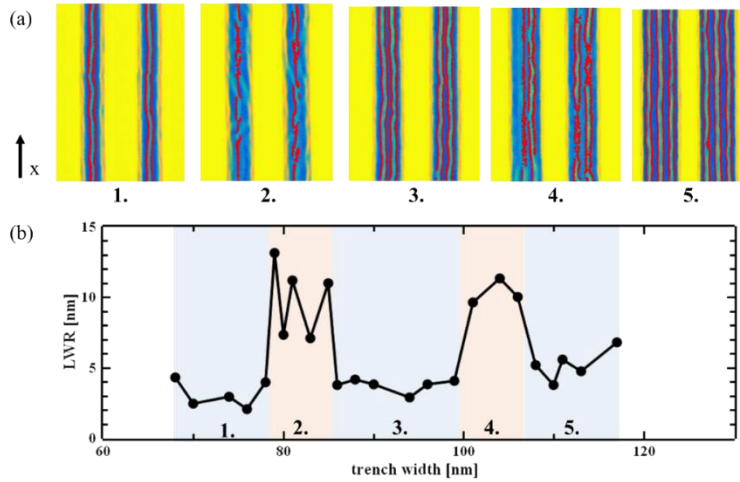 (a)
x
1. 2. 3. 4. 5.
(b)
15
10
5
0
LWR [nm]
1. 2. 3. 4. 5.
60 80 100 120
trench width [nm]